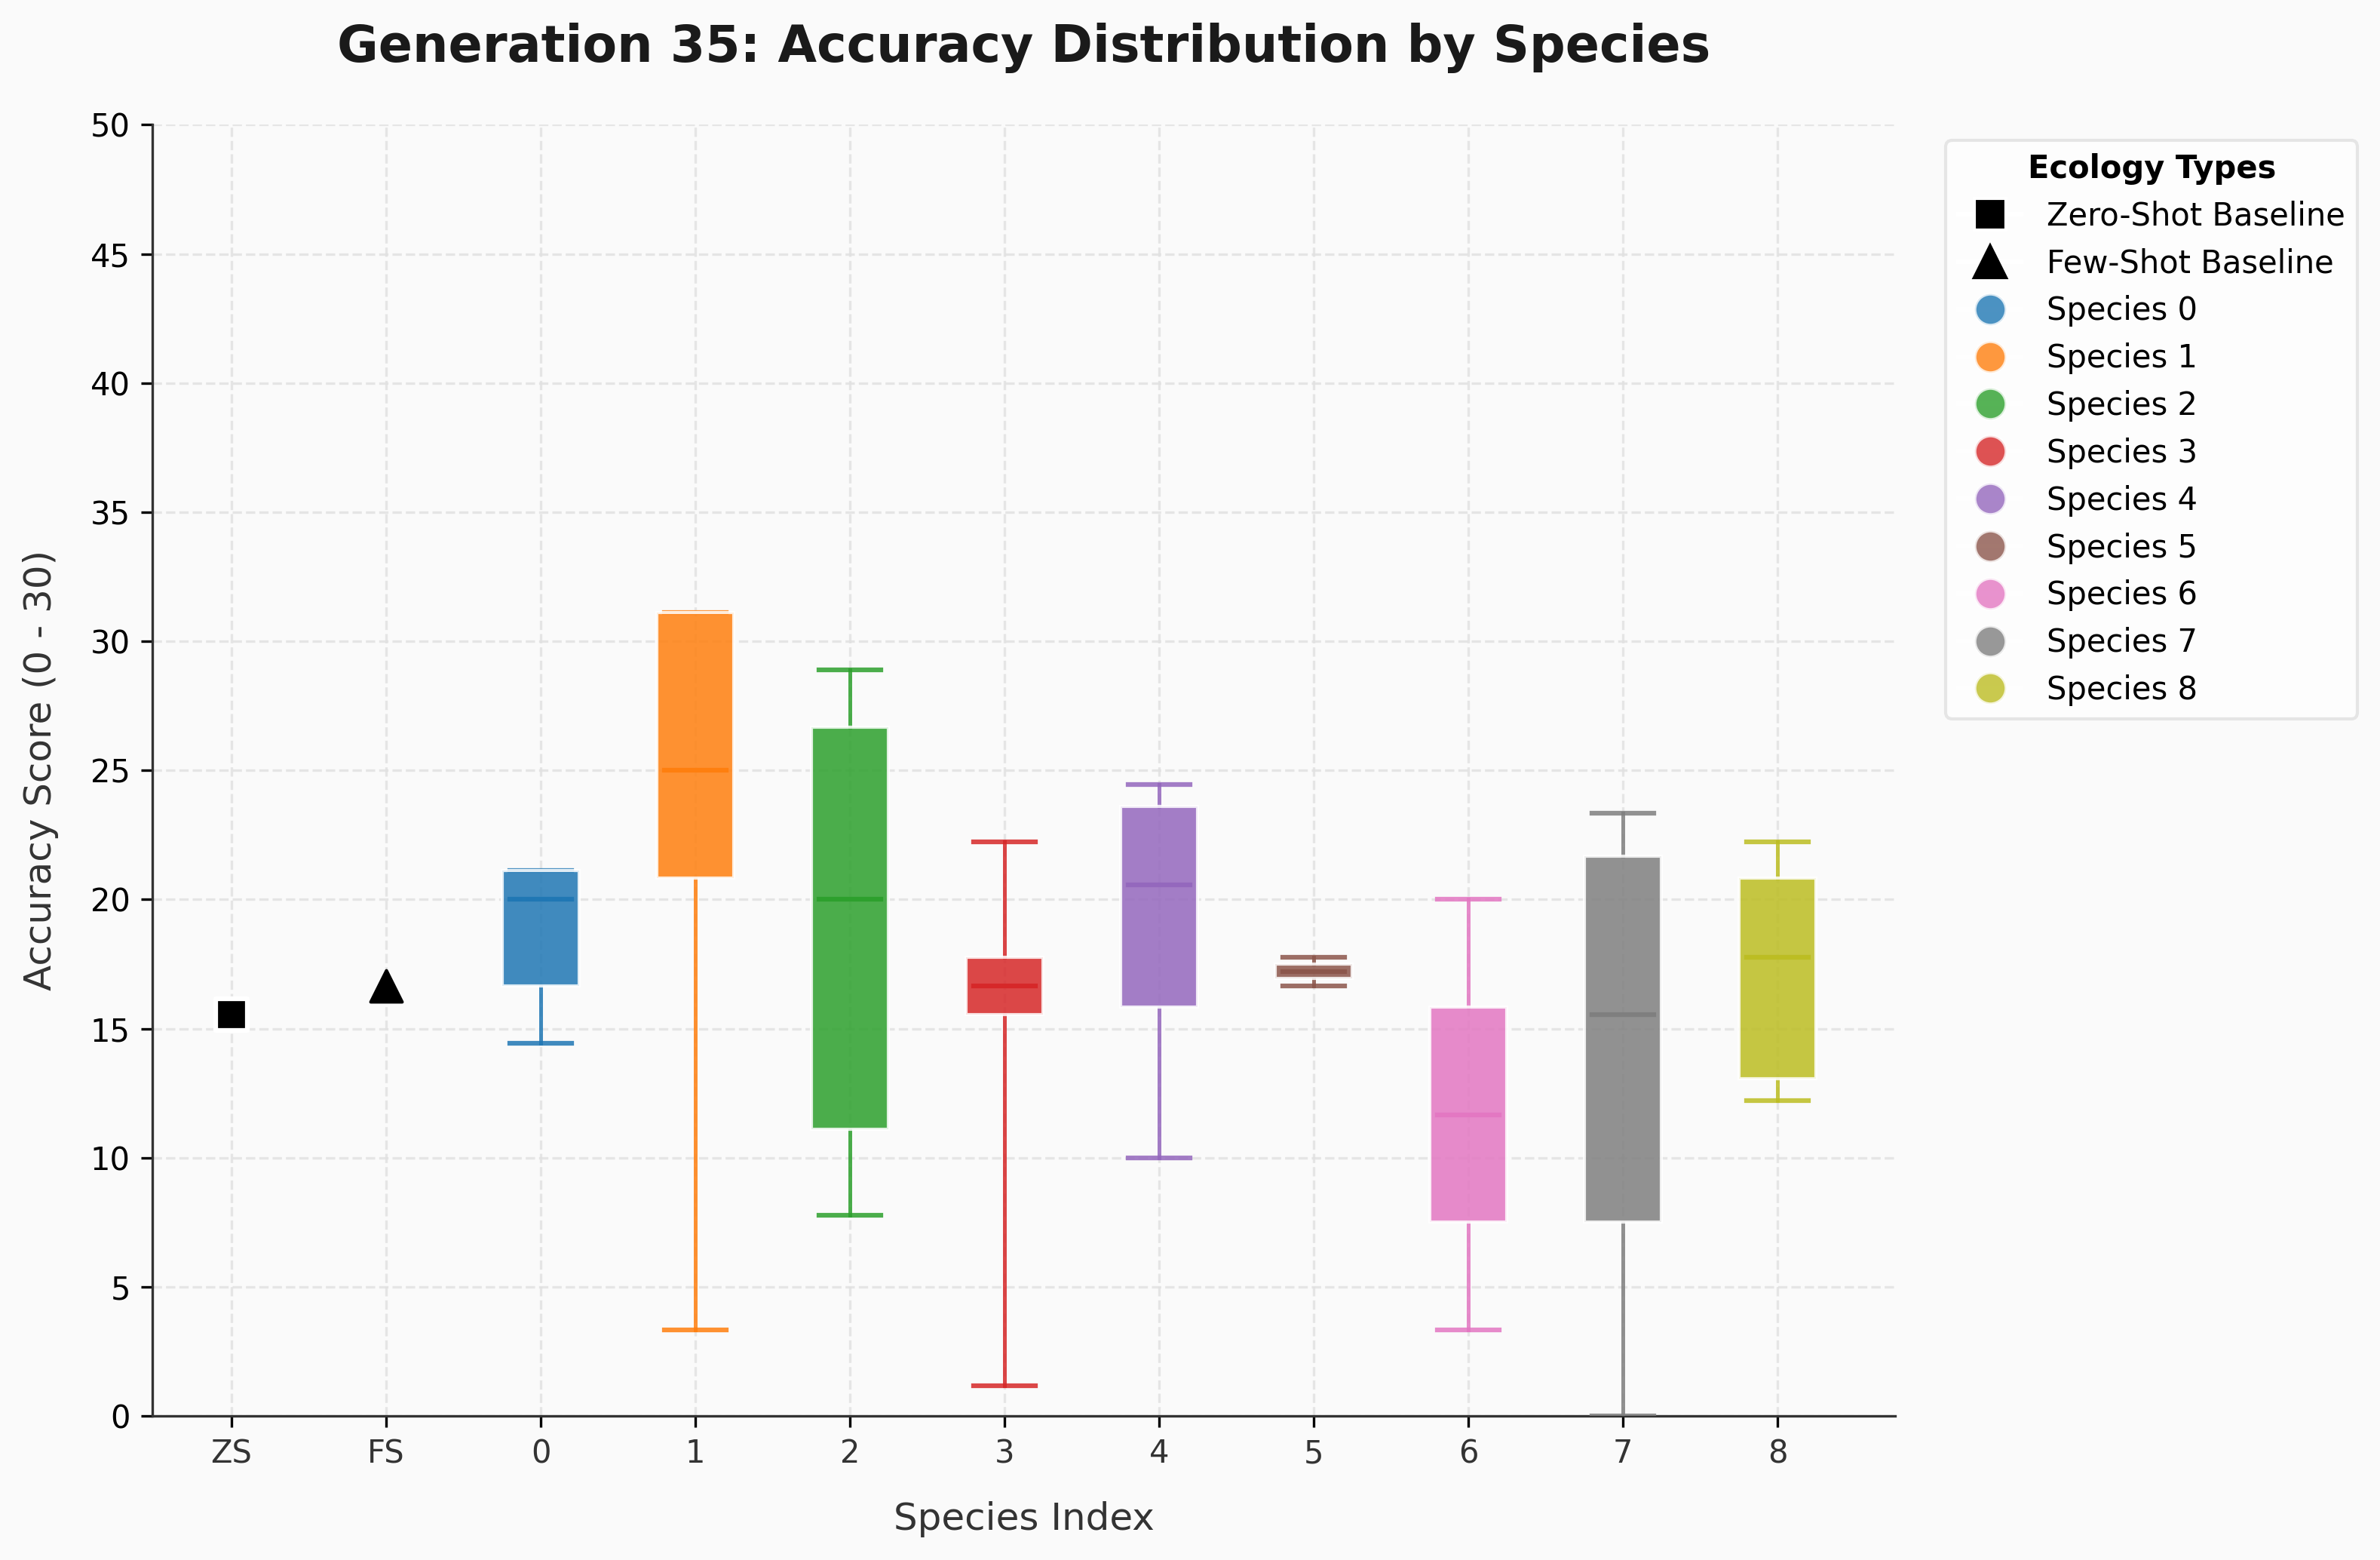 Generation 35: Accuracy Distribution by Species
Accuracy Score (0 - 30)
50
45
40
35
30
25
20
15
10
5
0
ZS FS 0 1 2 3 4 5 6 7 8
Species Index
Ecology Types
Zero-Shot Baseline
Few-Shot Baseline
Species 0
Species 1
Species 2
Species 3
Species 4
Species 5
Species 6
Species 7
Species 8